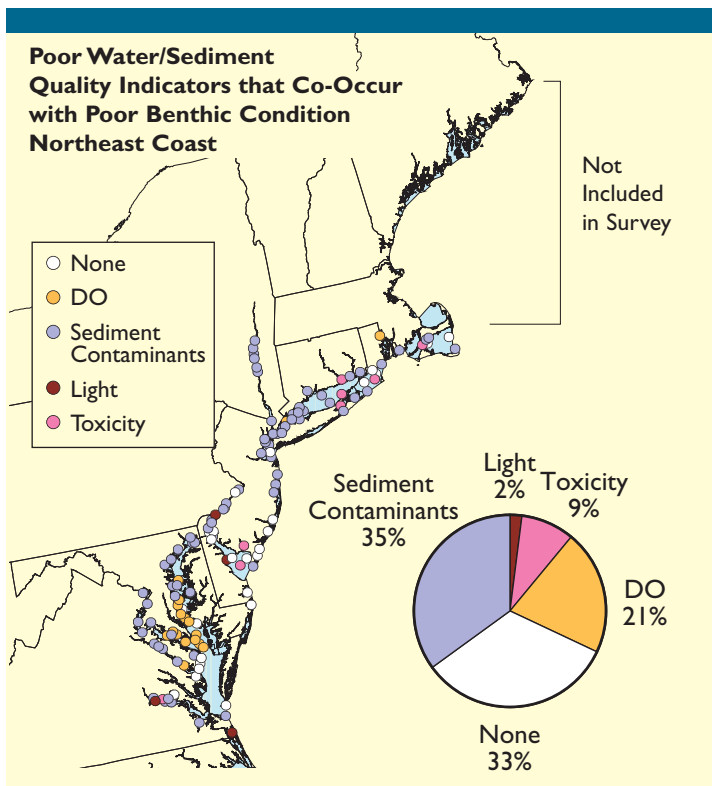 Poor Water/Sediment
Quality Indicators that Co-Occur
with Poor Benthic Condition
Northeast Coast
Not
Included
in Survey
None
DO
Sediment
Contaminants
Light
Toxicity
Sediment
Contaminants
35%
Light
2%
Toxicity
9%
DO
21%
None
33%